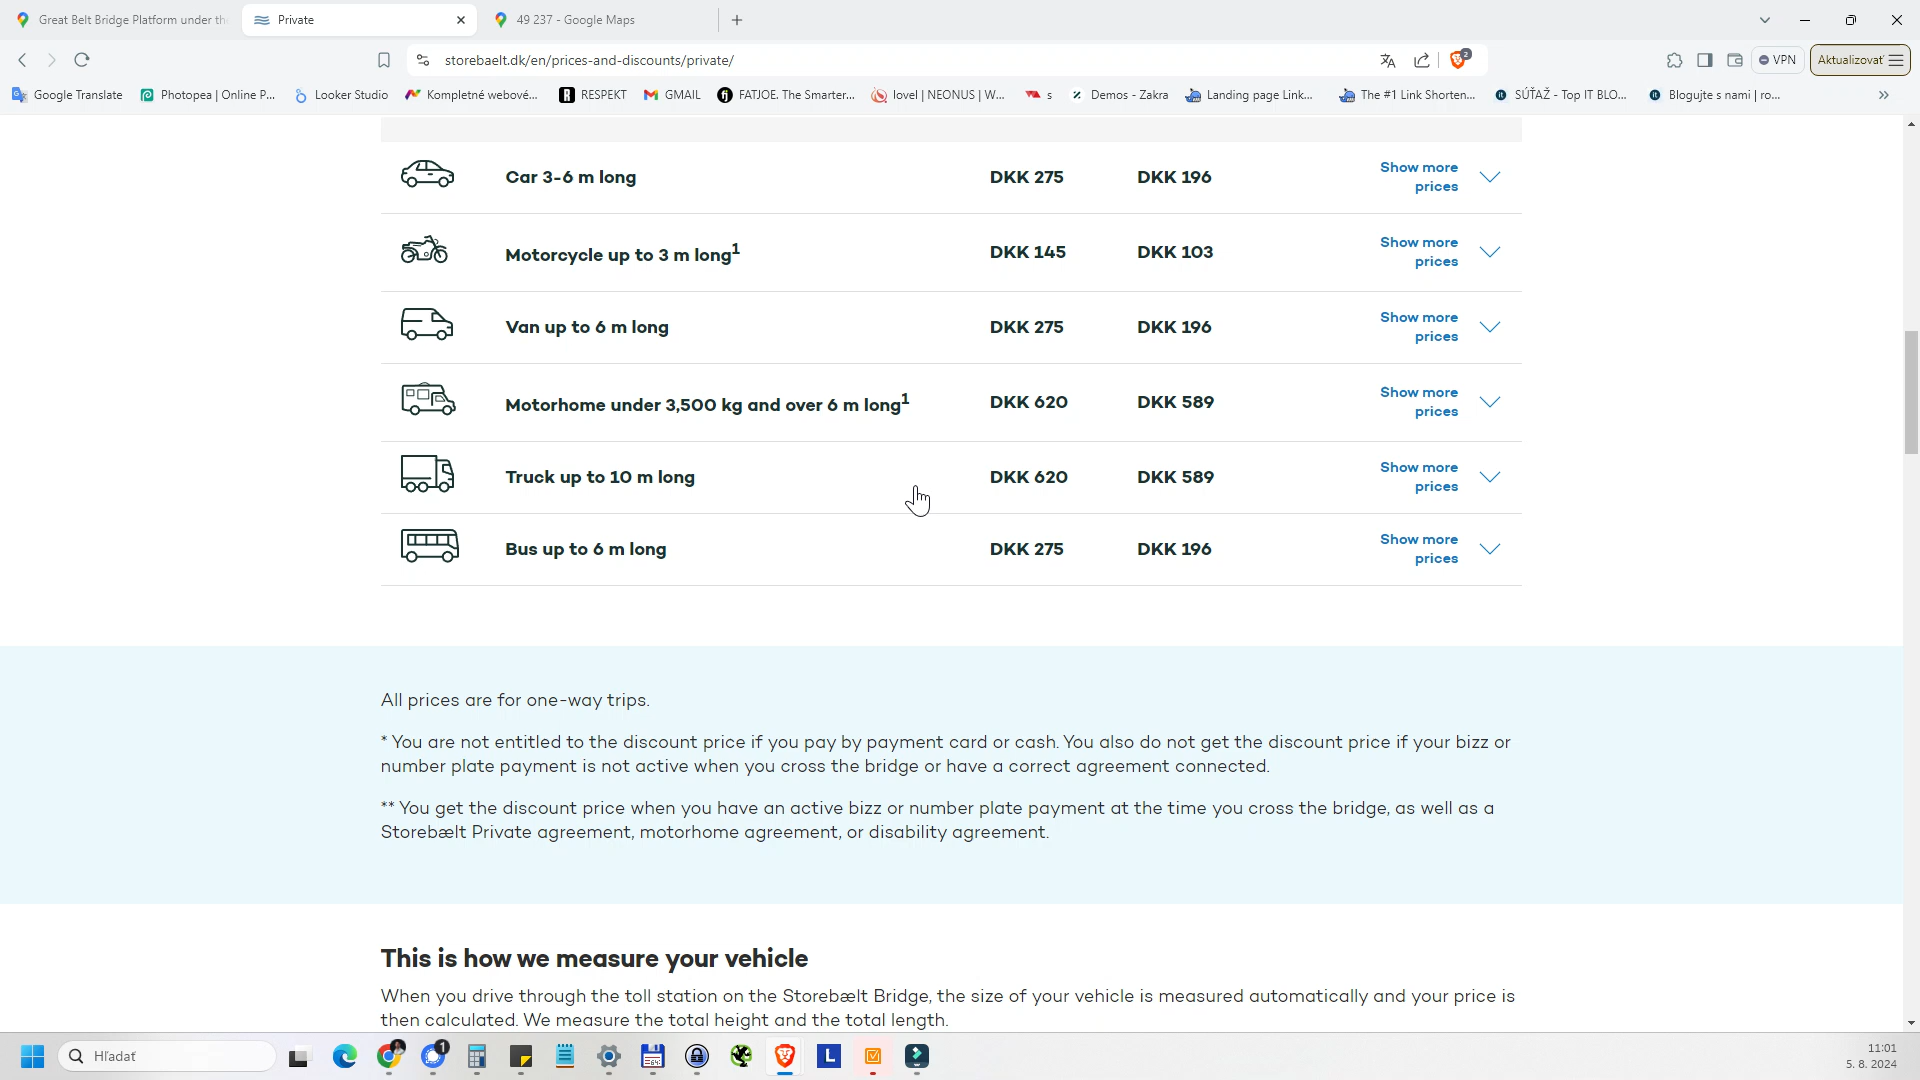 Great Belt Bridge Platform under th
Private
49 237 - Google Maps
storebaelt.dk/en/prices-and-discounts/private/
2
VPN
Aktualizovať
Google Translate
Photopea | Online P...
Looker Studio
Kompletné webové...
RESPEKT
GMAIL
FATJOE. The Smarter...
lovel | NEONUS | W...
s
Demos - Zakra
Landing page Link...
The #1 Link Shorten...
SÚŤAŽ - Top IT BLO...
Blogujte s nami | ro...
Car 3-6 m long DKK 275 DKK 196 Show more
prices
Motorcycle up to 3 m long1 DKK 145 DKK 103 Show more
prices
Van up to 6 m long DKK 275 DKK 196 Show more
prices
Motorhome under 3,500 kg and over 6 m long1 DKK 620 DKK 589 Show more
prices
Truck up to 10 m long DKK 620 DKK 589 Show more
prices
Bus up to 6 m long DKK 275 DKK 196 Show more
prices
All prices are for one-way trips.
* You are not entitled to the discount price if you pay by payment card or cash. You also do not get the discount price if your bizz or
number plate payment is not active when you cross the bridge or have a correct agreement connected.
** You get the discount price when you have an active bizz or number plate payment at the time you cross the bridge, as well as a
Storebælt Private agreement, motorhome agreement, or disability agreement.
This is how we measure your vehicle
When you drive through the toll station on the Storebælt Bridge, the size of your vehicle is measured automatically and your price is
then calculated. We measure the total height and the total length.
Hľadať
1
L
11:01
5. 8. 2024